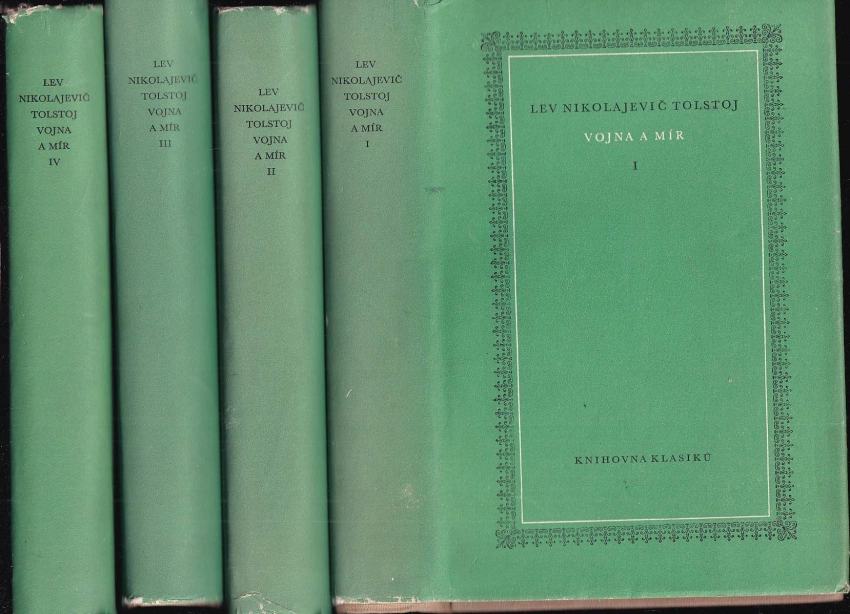 LEV
NIKOLAJEVIČ
TOLSTOJ
VOJNA
A MÍR
IV
LEV
NIKOLAJEVIČ
TOLSTOJ
VOJNA
A MÍR
III
LEV
NIKOLAJEVIČ
TOLSTOJ
VOJNA
A MÍR
II
LEV
NIKOLAJEVIČ
TOLSTOJ
VOJNA
A MÍR
I
LEV NIKOLAJEVIČ TOLSTOJ
VOJNA A MÍR
I
KNIHOVNA KLASIKŮ